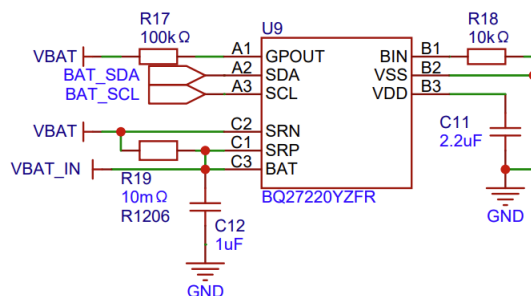 R17
100kΩ
U9
R18
10kΩ
VBAT
A1
GPOUT
BIN
B1
BAT_SDA
A2
SDA
VSS
B2
BAT_SCL
A3
SCL
VDD
B3
VBAT
C2
SRN
C11
2.2uF
C1
SRP
VBAT_IN
C3
BAT
R19
10mΩ
R1206
BQ27220YZFR
GND
C12
1uF
GND